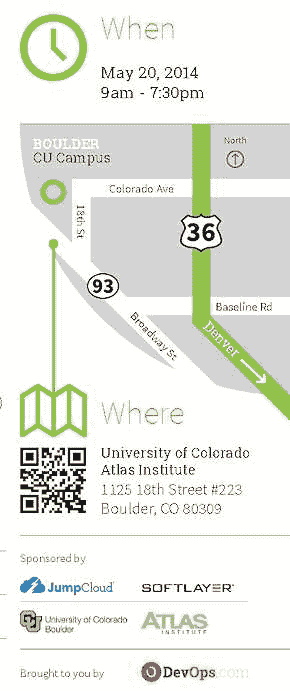 When
May 20, 2014
9am - 7:30pm
BOULDER
CU Campus
North
Colorado Ave
18th St
36
93
Baseline Rd
Broadway St
Denver
Where
University of Colorado
Atlas Institute
1125 18th Street #223
Boulder, CO 80309
Sponsored by
JumpCloud
SOFTLAYER
CU
University of Colorado
Boulder
ATLAS
INSTITUTE
Brought to you by
DevOps.com